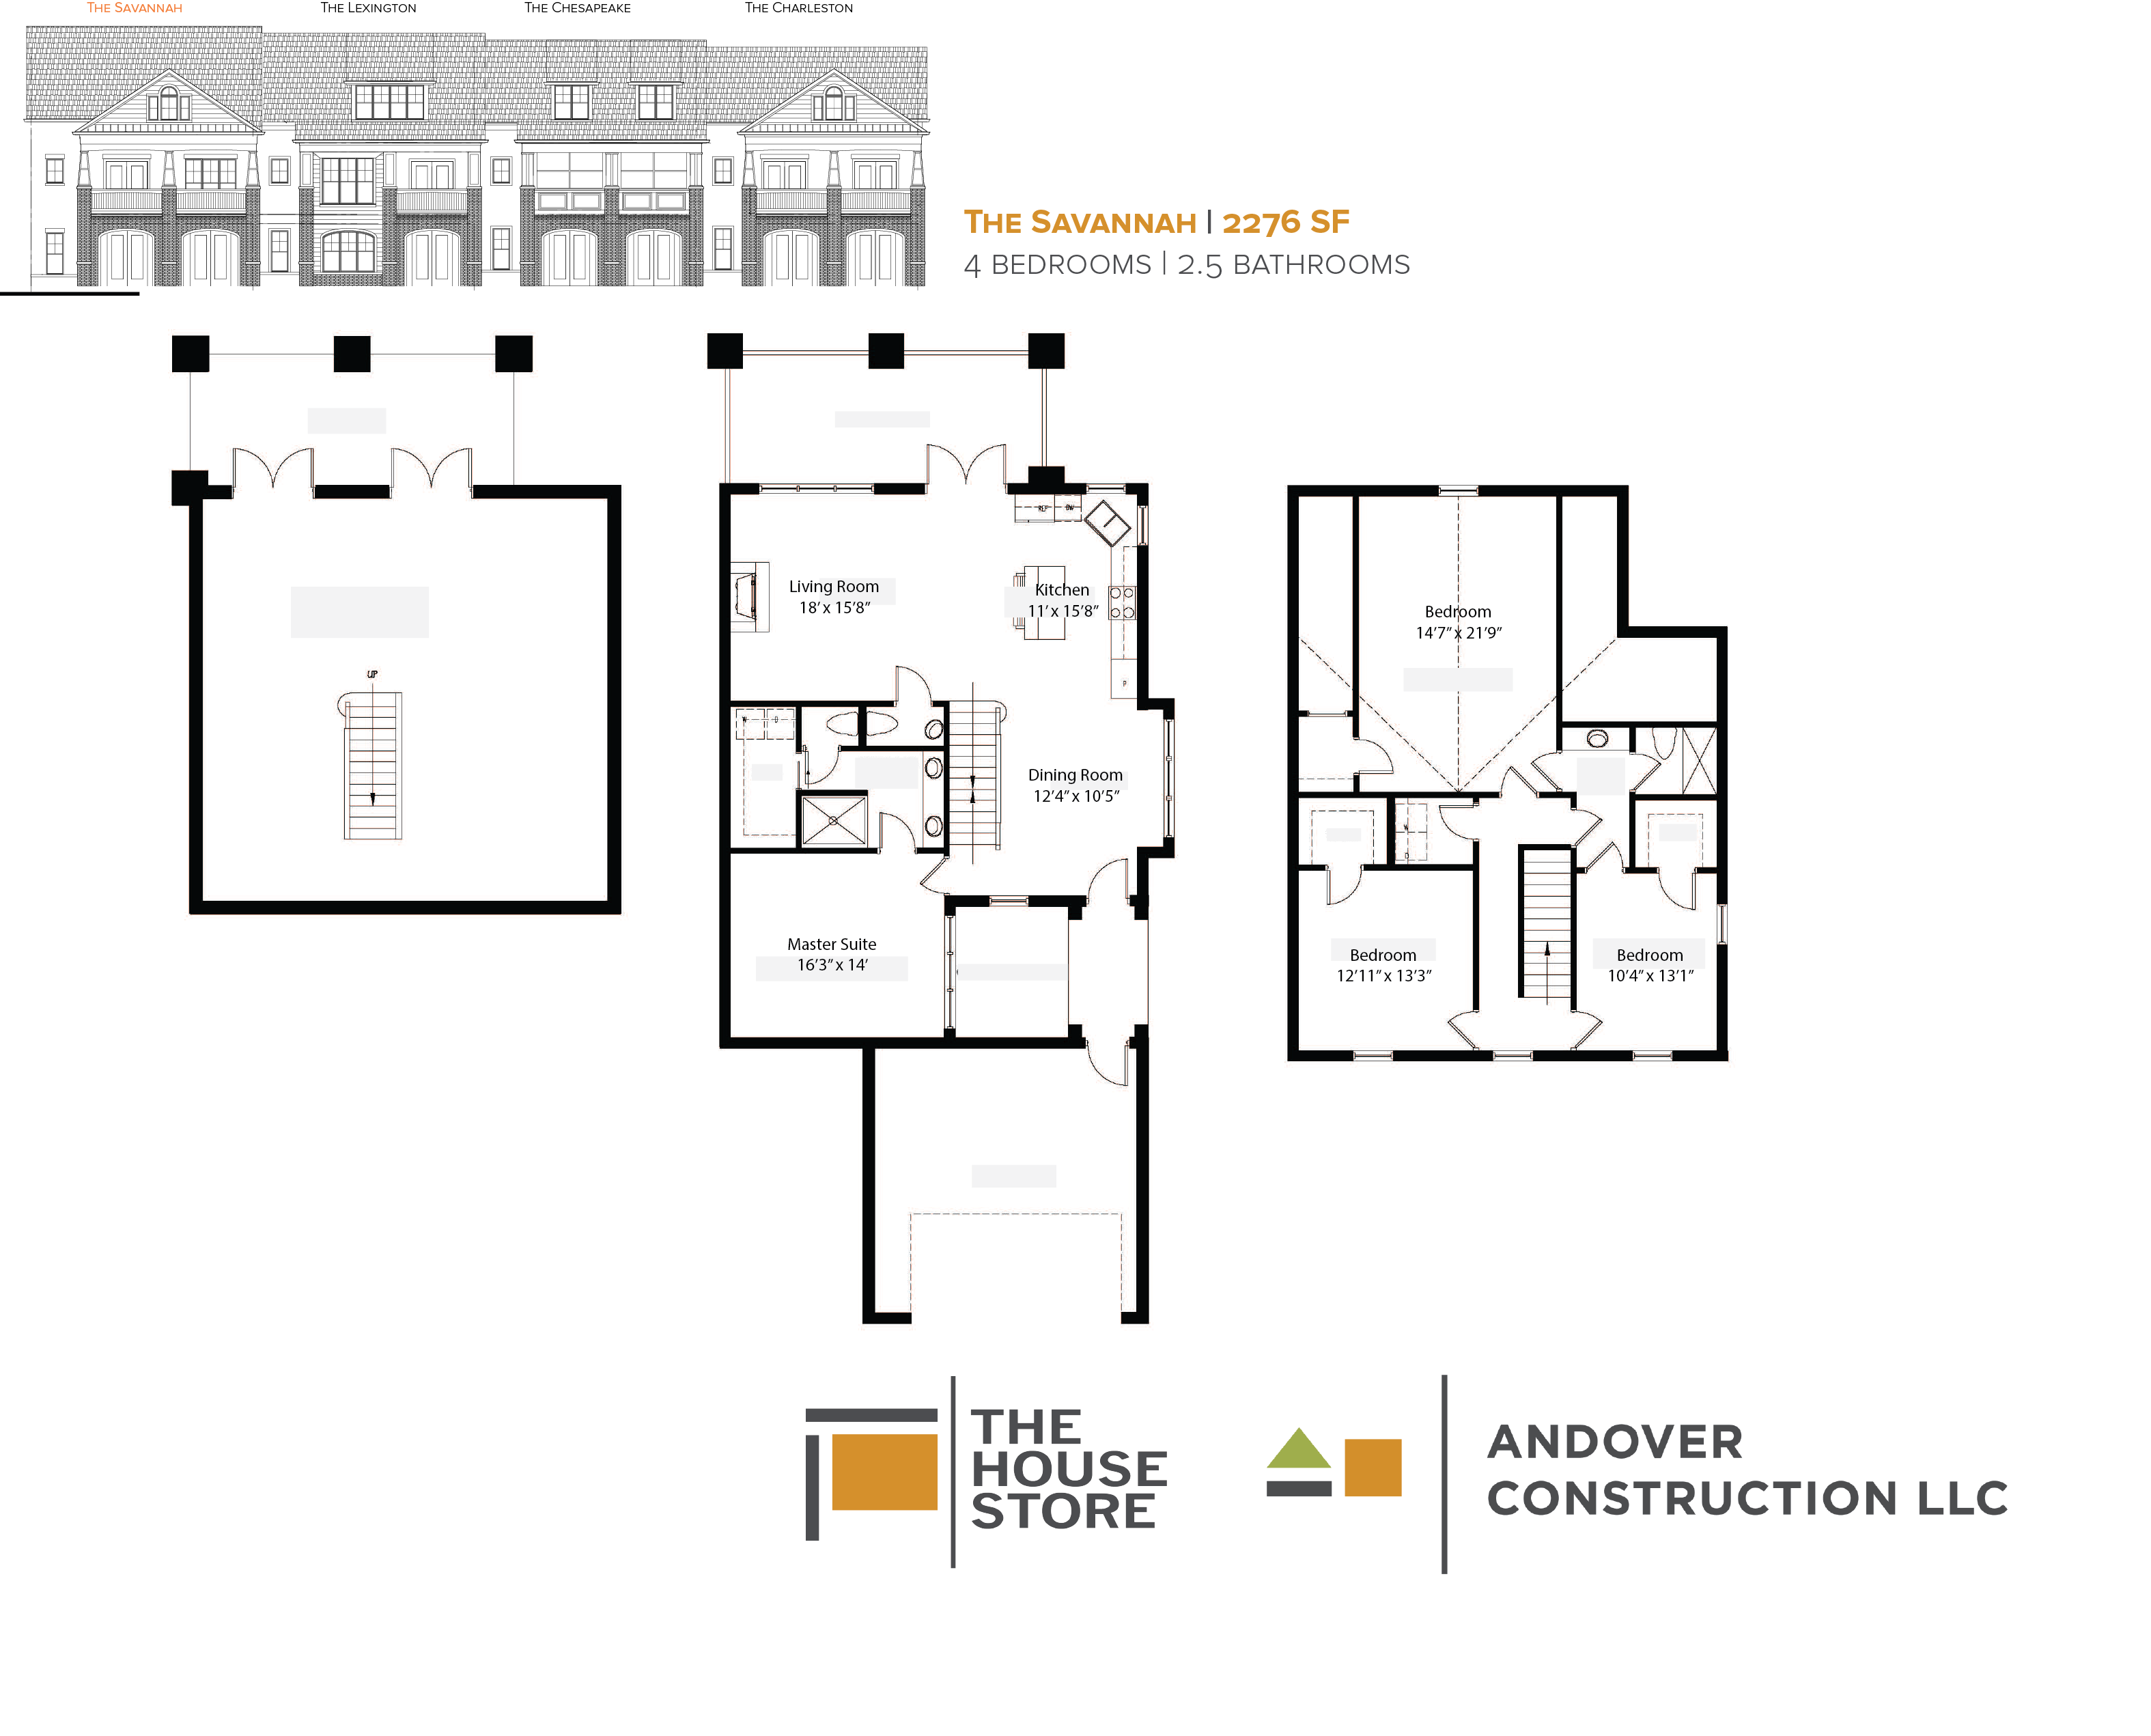 The Savannah
The Lexington
The Chesapeake
The Charleston
The Savannah | 2276 SF
4 BEDROOMS | 2.5 BATHROOMS
UP
REF
DW
Living Room
18' x 15'8"
Kitchen
11' x 15'8"
P
W
D
Dining Room
12'4" x 10'5"
Master Suite
16'3" x 14'
Bedroom
14'7" x 21'9"
W
D
Bedroom
12'11" x 13'3"
Bedroom
10'4" x 13'1"
THE
HOUSE
STORE
ANDOVER
CONSTRUCTION LLC